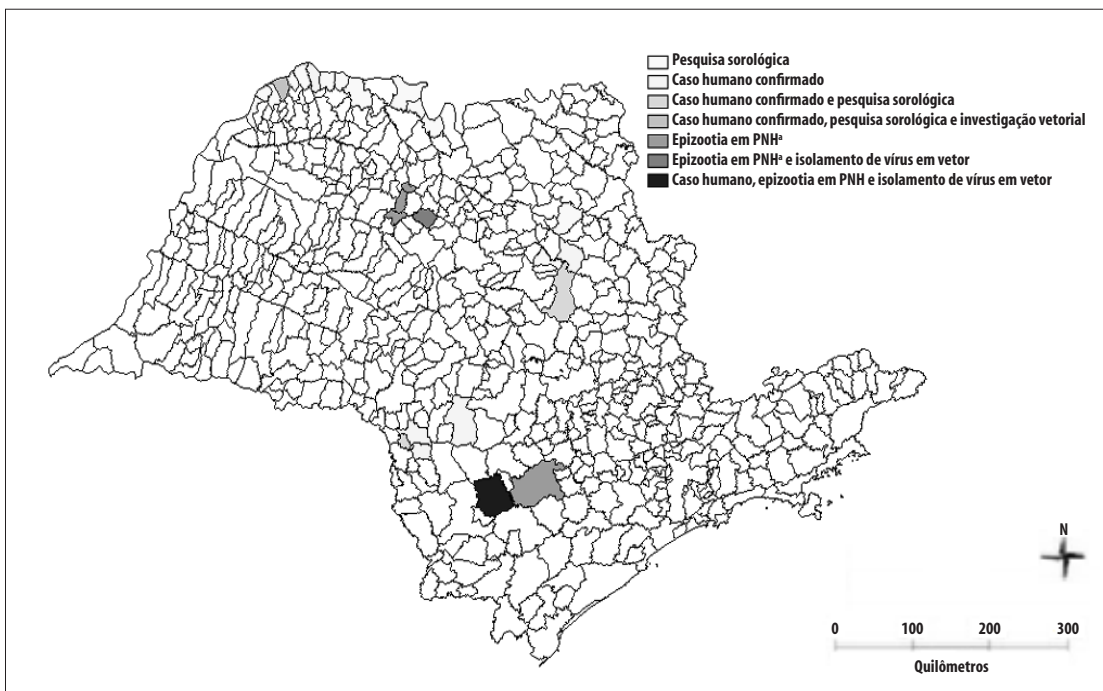 Pesquisa sorológica
Caso humano confirmado
Caso humano confirmado e pesquisa sorológica
Caso humano confirmado, pesquisa sorológica e investigação vetorial
Epizootia em PNHª
Epizootia em PNHª e isolamento de vírus em vetor
Caso humano, epizootia em PNH e isolamento de vírus em vetor
N
0 100 200 300
Quilômetros